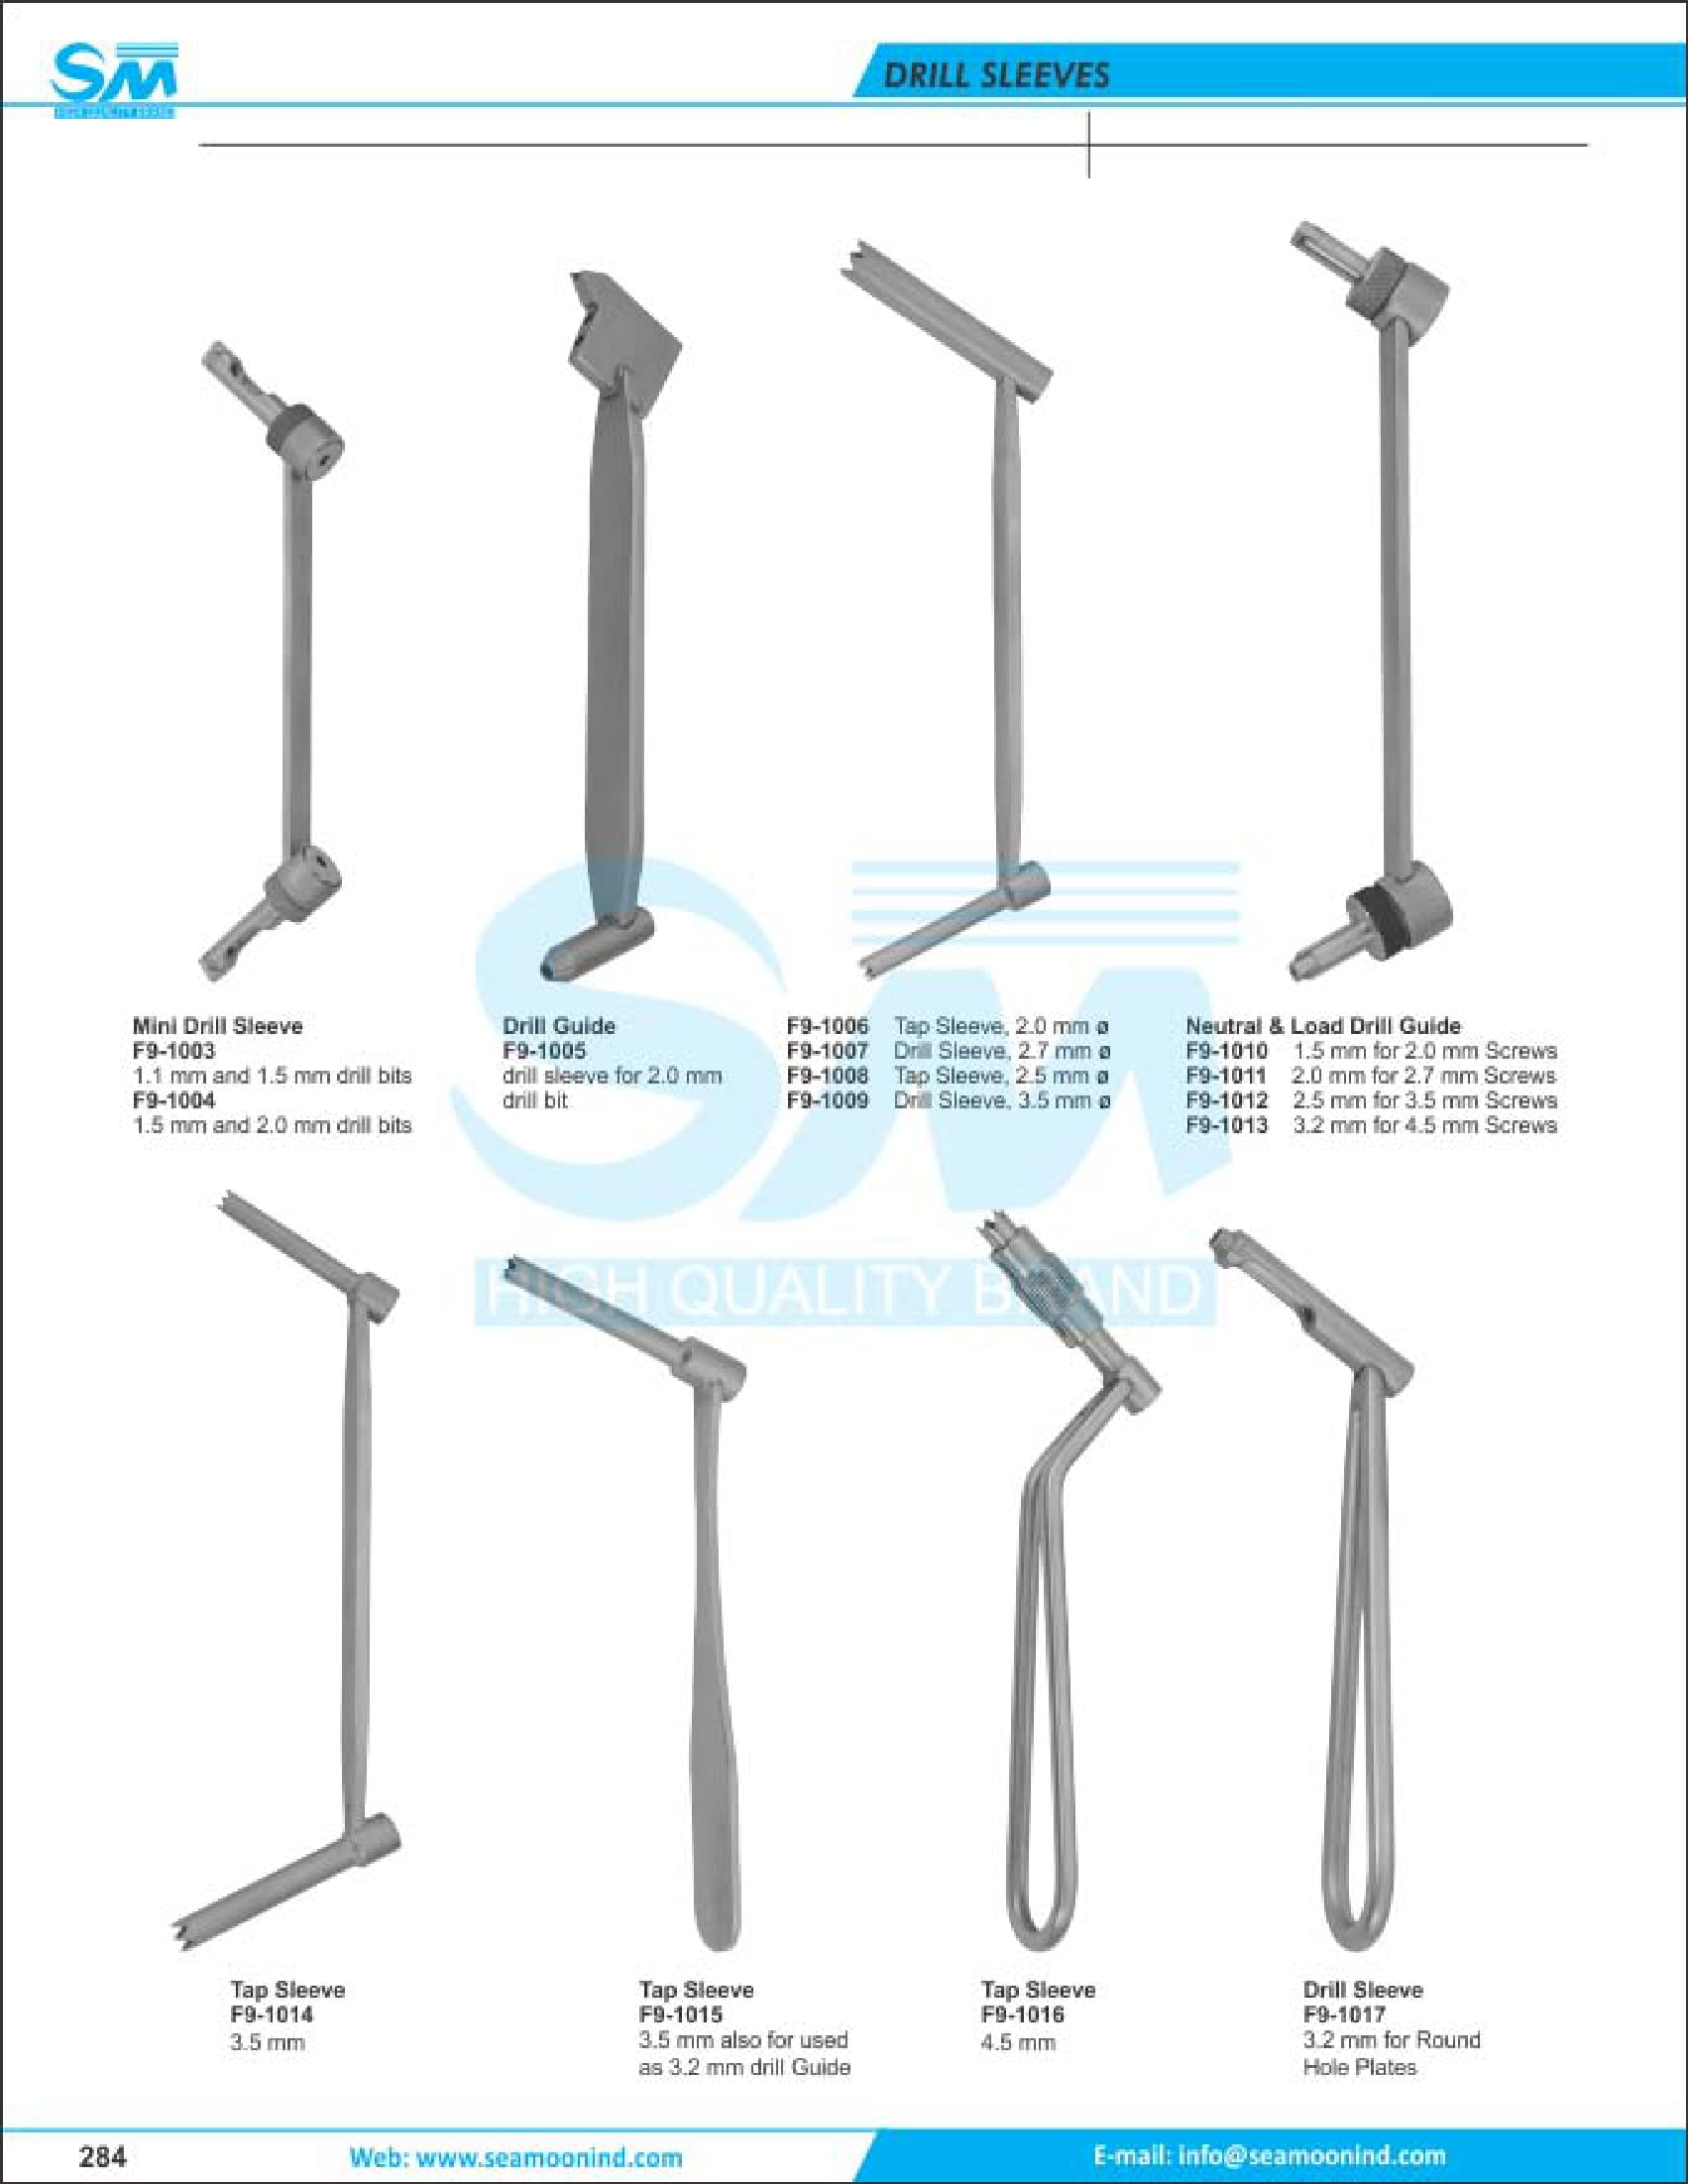 SM
DRILL SLEEVES
Mini Drill Sleeve
F9-1003
1.1 mm and 1.5 mm drill bits
F9-1004
1.5 mm and 2.0 mm drill bits
Drill Guide
F9-1005
drill sleeve for 2.0 mm
drill bit
F9-1006 Tap Sleeve, 2.0 mm ø
F9-1007 Drill Sleeve, 2.7 mm ø
F9-1008 Tap Sleeve, 2.5 mm ø
F9-1009 Drill Sleeve, 3.5 mm ø
Neutral & Load Drill Guide
F9-1010 1.5 mm for 2.0 mm Screws
F9-1011 2.0 mm for 2.7 mm Screws
F9-1012 2.5 mm for 3.5 mm Screws
F9-1013 3.2 mm for 4.5 mm Screws
SM
HIGH QUALITY BRAND
Tap Sleeve
F9-1014
3.5 mm
Tap Sleeve
F9-1015
3.5 mm also for used
as 3.2 mm drill Guide
Tap Sleeve
F9-1016
4.5 mm
Drill Sleeve
F9-1017
3.2 mm for Round
Hole Plates
284
Web: www.seamoonind.com
E-mail: info@seamoonind.com